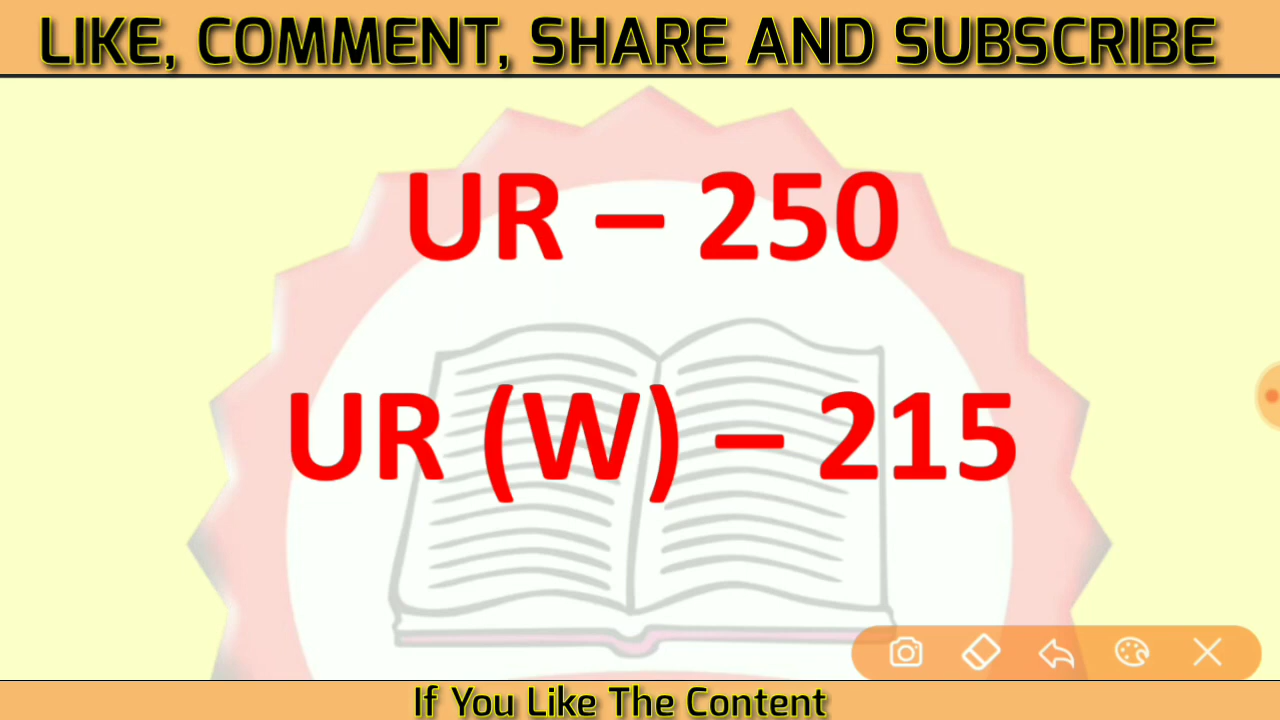 LIKE, COMMENT, SHARE AND SUBSCRIBE
UR – 250
UR (W) – 215
If You Like The Content